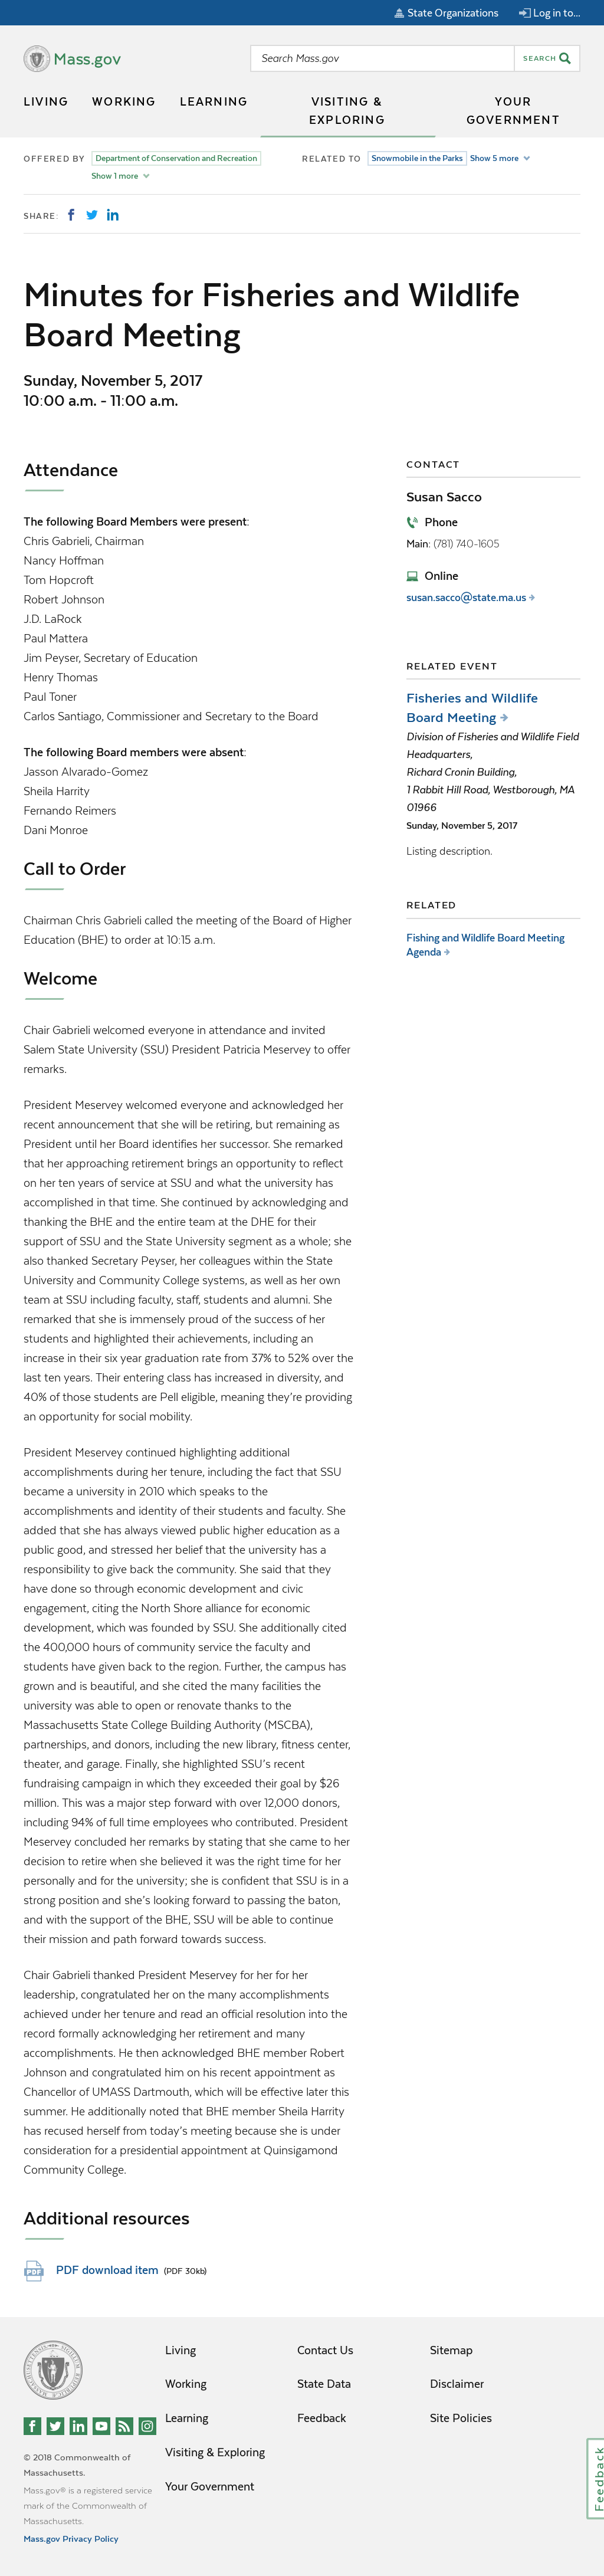 State Organizations
Log in to...
Mass.gov
Search Mass.gov
SEARCH
LIVING
WORKING
LEARNING
VISITING &
EXPLORING
YOUR
GOVERNMENT
OFFERED BY
Department of Conservation and Recreation
Show 1 more
RELATED TO
Snowmobile in the Parks
Show 5 more
SHARE:
Minutes for Fisheries and Wildlife
Board Meeting
Sunday, November 5, 2017
10:00 a.m. - 11:00 a.m.
Attendance
The following Board Members were present:
Chris Gabrieli, Chairman
Nancy Hoffman
Tom Hopcroft
Robert Johnson
J.D. LaRock
Paul Mattera
Jim Peyser, Secretary of Education
Henry Thomas
Paul Toner
Carlos Santiago, Commissioner and Secretary to the Board
The following Board members were absent:
Jasson Alvarado-Gomez
Sheila Harrity
Fernando Reimers
Dani Monroe
Call to Order
Chairman Chris Gabrieli called the meeting of the Board of Higher
Education (BHE) to order at 10:15 a.m.
Welcome
Chair Gabrieli welcomed everyone in attendance and invited
Salem State University (SSU) President Patricia Meservey to offer
remarks.
President Meservey welcomed everyone and acknowledged her
recent announcement that she will be retiring, but remaining as
President until her Board identifies her successor. She remarked
that her approaching retirement brings an opportunity to reflect
on her ten years of service at SSU and what the university has
accomplished in that time. She continued by acknowledging and
thanking the BHE and the entire team at the DHE for their
support of SSU and the State University segment as a whole; she
also thanked Secretary Peyser, her colleagues within the State
University and Community College systems, as well as her own
team at SSU including faculty, staff, students and alumni. She
remarked that she is immensely proud of the success of her
students and highlighted their achievements, including an
increase in their six year graduation rate from 37% to 52% over the
last ten years. Their entering class has increased in diversity, and
40% of those students are Pell eligible, meaning they're providing
an opportunity for social mobility.
President Meservey continued highlighting additional
accomplishments during her tenure, including the fact that SSU
became a university in 2010 which speaks to the
accomplishments and identity of their students and faculty. She
added that she has always viewed public higher education as a
public good, and stressed her belief that the university has a
responsibility to give back the community. She said that they
have done so through economic development and civic
engagement, citing the North Shore alliance for economic
development, which was founded by SSU. She additionally cited
the 400,000 hours of community service the faculty and
students have given back to the region. Further, the campus has
grown and is beautiful, and she cited the many facilities the
university was able to open or renovate thanks to the
Massachusetts State College Building Authority (MSCBA),
partnerships, and donors, including the new library, fitness center,
theater, and garage. Finally, she highlighted SSU's recent
fundraising campaign in which they exceeded their goal by $26
million. This was a major step forward with over 12,000 donors,
including 94% of full time employees who contributed. President
Meservey concluded her remarks by stating that she came to her
decision to retire when she believed it was the right time for her
personally and for the university; she is confident that SSU is in a
strong position and she's looking forward to passing the baton,
and with the support of the BHE, SSU will be able to continue
their mission and path forward towards success.
Chair Gabrieli thanked President Meservey for her for her
leadership, congratulated her on the many accomplishments
achieved under her tenure and read an official resolution into the
record formally acknowledging her retirement and many
accomplishments. He then acknowledged BHE member Robert
Johnson and congratulated him on his recent appointment as
Chancellor of UMASS Dartmouth, which will be effective later this
summer. He additionally noted that BHE member Sheila Harrity
has recused herself from today's meeting because she is under
consideration for a presidential appointment at Quinsigamond
Community College.
Additional resources
PDF
PDF download item (PDF 30kb)
CONTACT
Susan Sacco
Phone
Main: (781) 740-1605
Online
susan.sacco@state.ma.us
RELATED EVENT
Fisheries and Wildlife
Board Meeting
Division of Fisheries and Wildlife Field
Headquarters,
Richard Cronin Building,
1 Rabbit Hill Road, Westborough, MA
01966
Sunday, November 5, 2017
Listing description.
RELATED
Fishing and Wildlife Board Meeting
Agenda
Living
Working
Learning
Visiting & Exploring
Your Government
Contact Us
State Data
Feedback
Sitemap
Disclaimer
Site Policies
© 2018 Commonwealth of
Massachusetts.
Mass.gov® is a registered service
mark of the Commonwealth of
Massachusetts.
Mass.gov Privacy Policy
Feedback